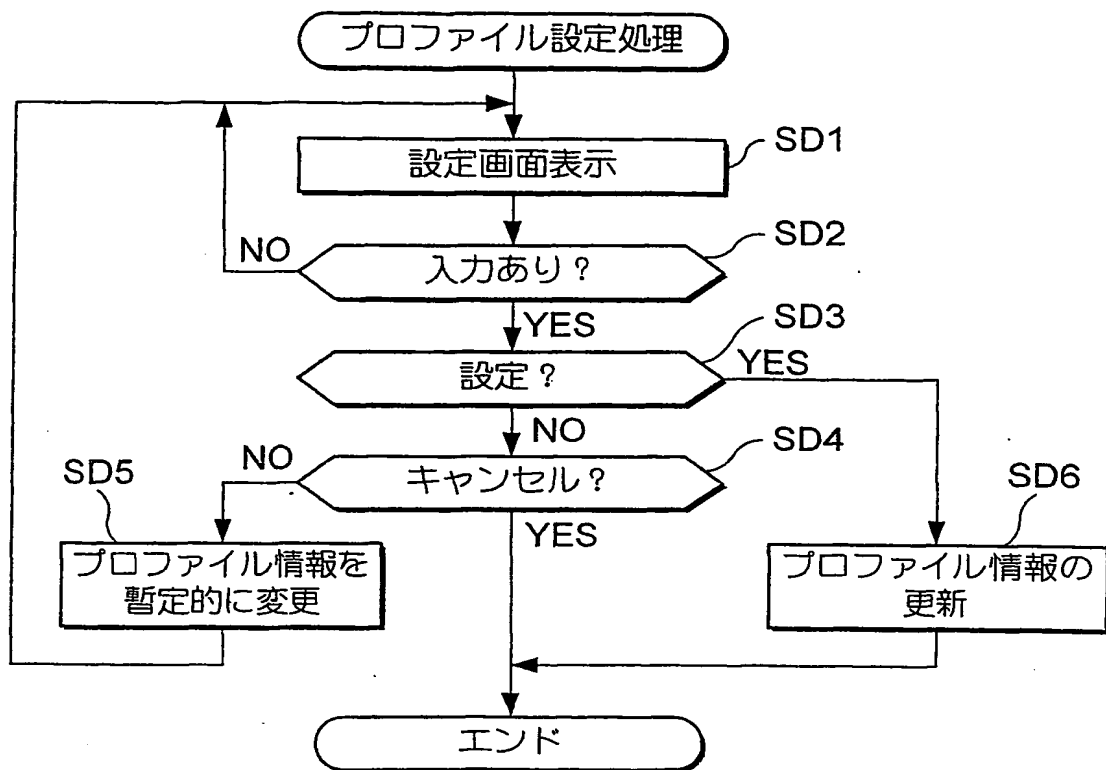 プロファイル設定処理
設定画面表示
SD1
入力あり?
SD2
NO
YES
設定?
SD3
YES
NO
キャンセル?
SD4
NO
YES
SD5
プロファイル情報を
暫定的に変更
SD6
プロファイル情報の
更新
エンド